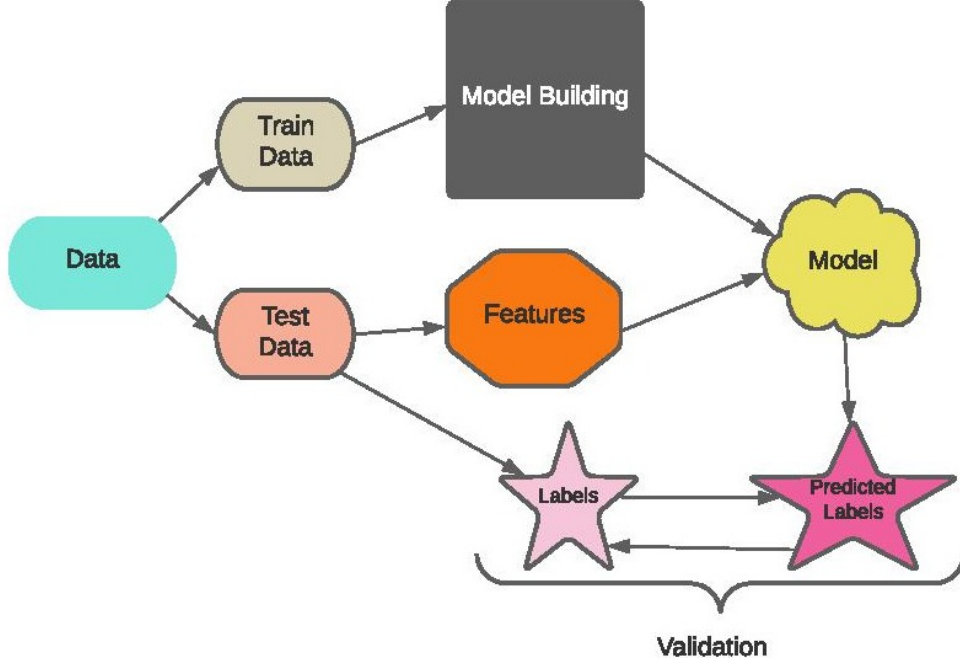 Model Building
Train
Data
Data
Model
Test
Data
Features
Labels
Predicted
Labels
Validation